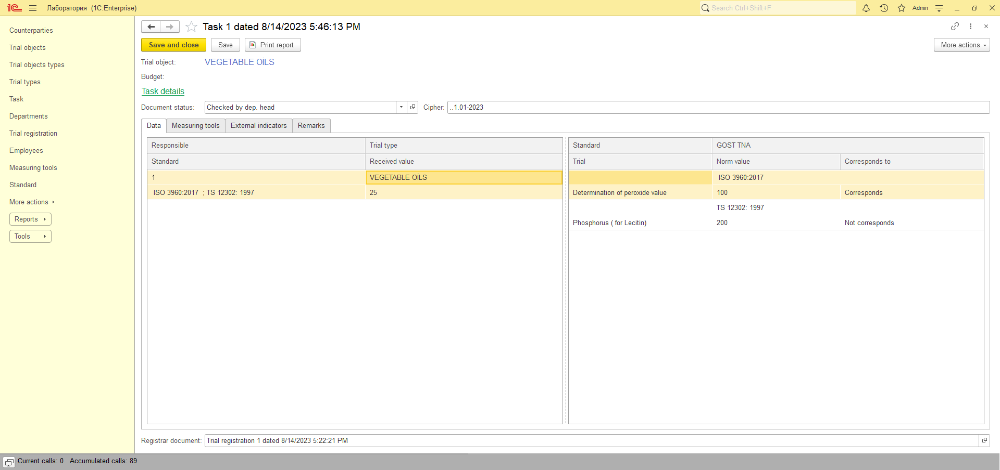 1С Лаборатория (1C:Enterprise) Search Ctrl+Shift+F Admin
Counterparties
Trial objects
Trial objects types
Trial types
Task
Departments
Trial registration
Employees
Measuring tools
Standard
More actions
Reports
Tools
Task 1 dated 8/14/2023 5:46:13 PM
Save and close Save Print report More actions
Trial object: VEGETABLE OİLS
Budget:
Task details
Document status: Checked by dep. head Cipher: ..1.01-2023
Data Measuring tools External indicators Remarks
Responsible Trial type
Standard Received value
1 VEGETABLE OİLS
ISO 3960:2017 ; TS 12302: 1997 25
Standard GOST TNA
Trial Norm value Corresponds to
ISO 3960:2017
Determination of peroxide value 100 Corresponds
TS 12302: 1997
Phosphorus ( for Lecitin) 200 Not corresponds
Registrar document: Trial registration 1 dated 8/14/2023 5:22:21 PM
Current calls: 0 Accumulated calls: 89